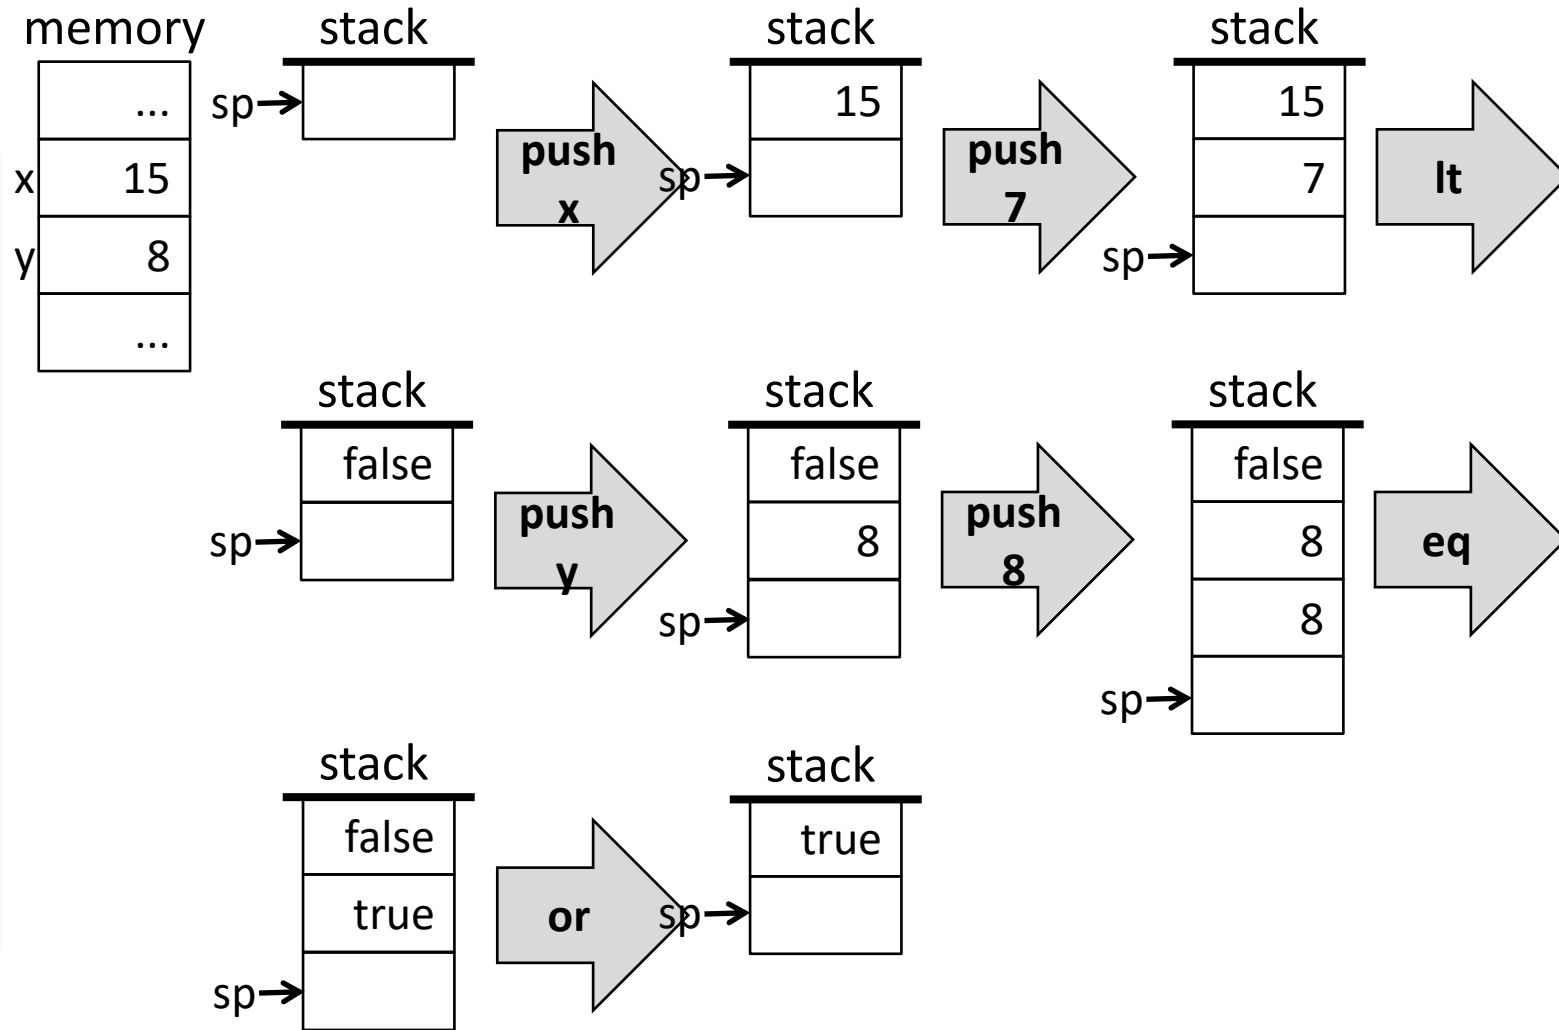 memory
...
x 15
y 8
...
stack
sp
push
x
stack
15
sp
push
7
stack
15
7
sp
lt
stack
false
sp
push
y
stack
false
8
sp
push
8
stack
false
8
8
sp
eq
stack
false
true
sp
or
stack
true
sp